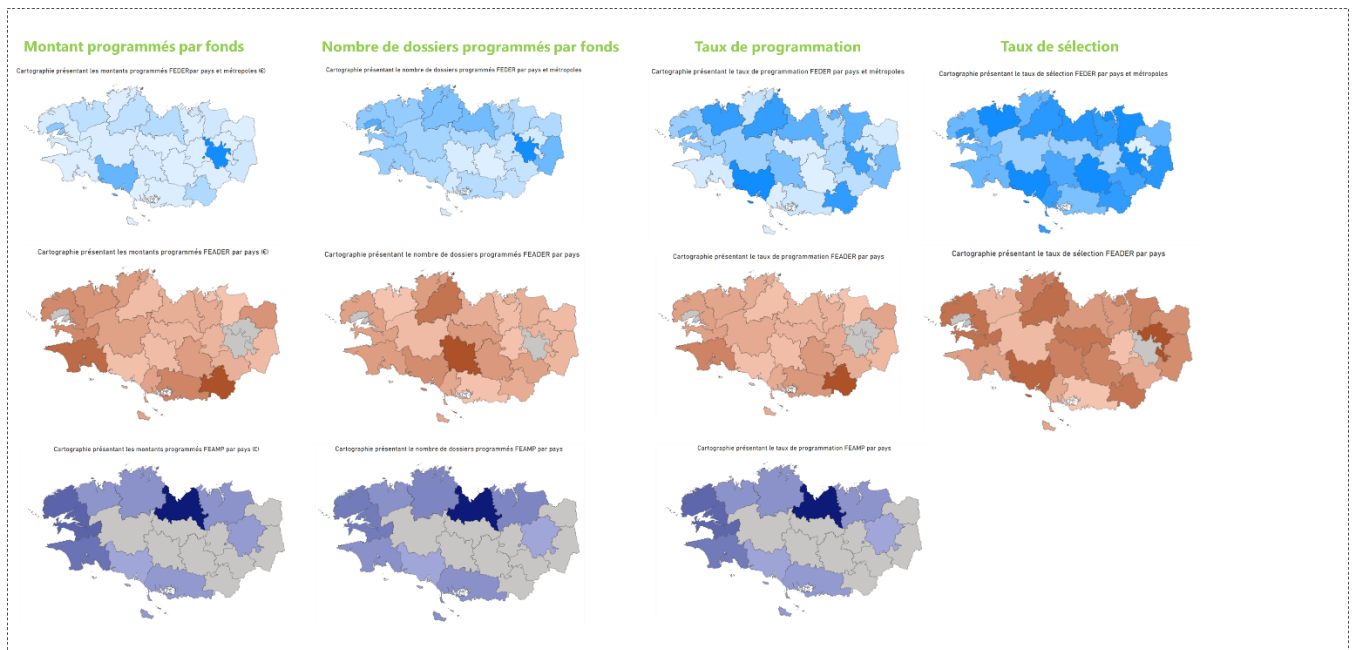 Montant programmés par fonds
Nombre de dossiers programmés par fonds
Taux de programmation
Taux de sélection
Cartographie présentant les montants programmés FEDERpar pays et métropoles (€)
Cartographie présentant le nombre de dossiers programmés FEDER par pays et métropoles
Cartographie présentant le taux de programmation FEDER par pays et métropoles
Cartographie présentant le taux de sélection FEDER par pays et métropoles
Cartographie présentant les montants programmés FEADER par pays (€)
Cartographie présentant le nombre de dossiers programmés FEADER par pays
Cartographie présentant le taux de programmation FEADER par pays
Cartographie présentant le taux de sélection FEADER par pays
Cartographie présentant les montants programmés FEAMP par pays (€)
Cartographie présentant le nombre de dossiers programmés FEAMP par pays
Cartographie présentant le taux de programmation FEAMP par pays